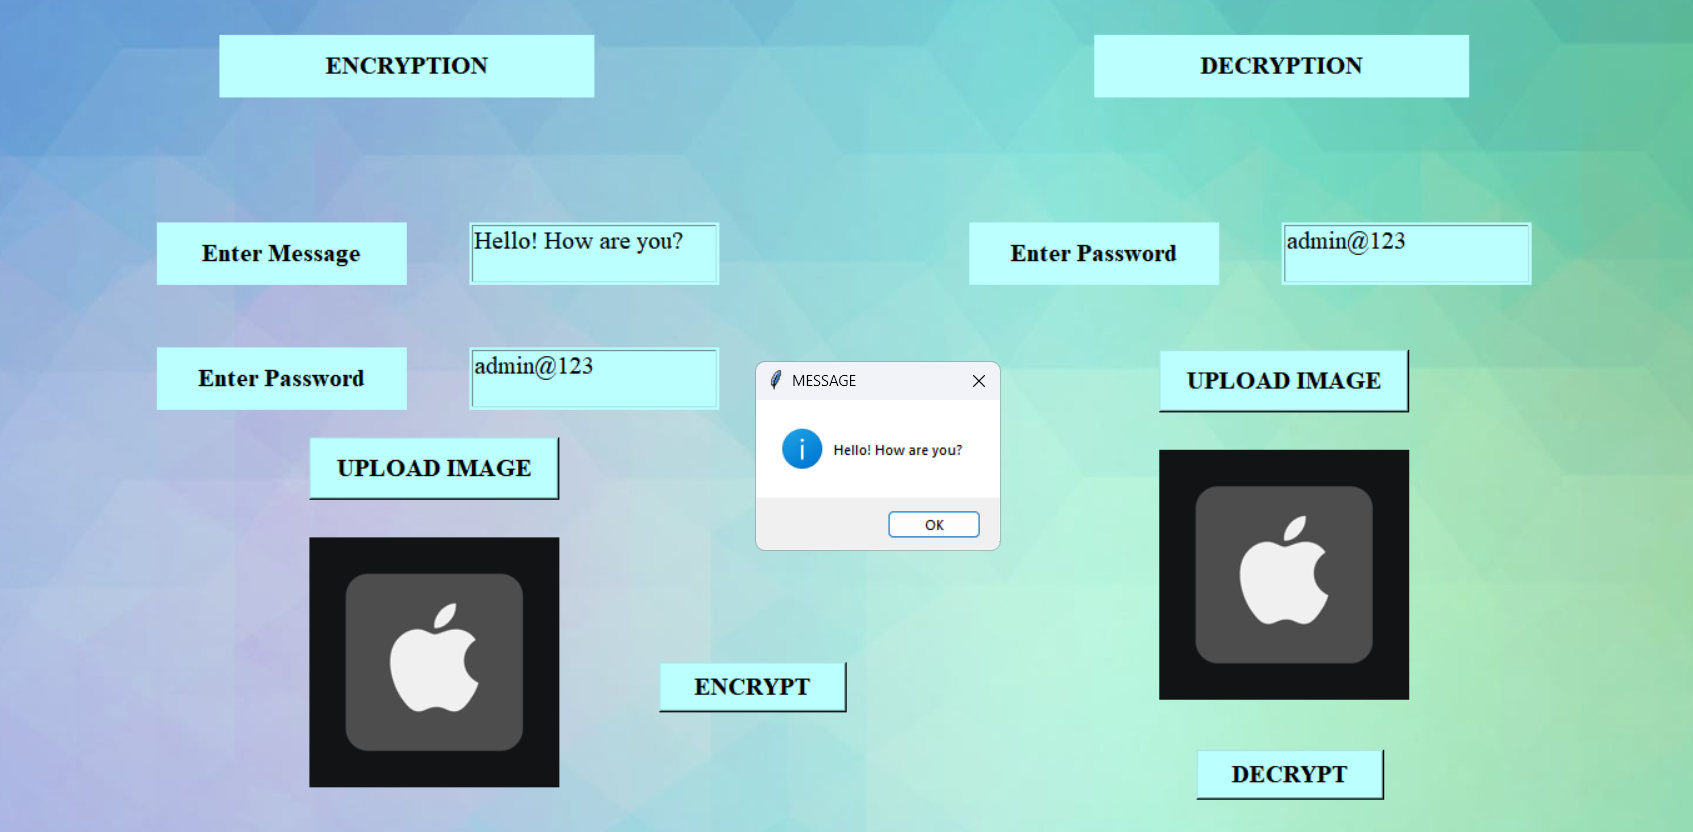 ENCRYPTION
Enter Message
Hello! How are you?
Enter Password
admin@123
UPLOAD IMAGE
ENCRYPT
MESSAGE
Hello! How are you?
OK
DECRYPTION
Enter Password
admin@123
UPLOAD IMAGE
DECRYPT